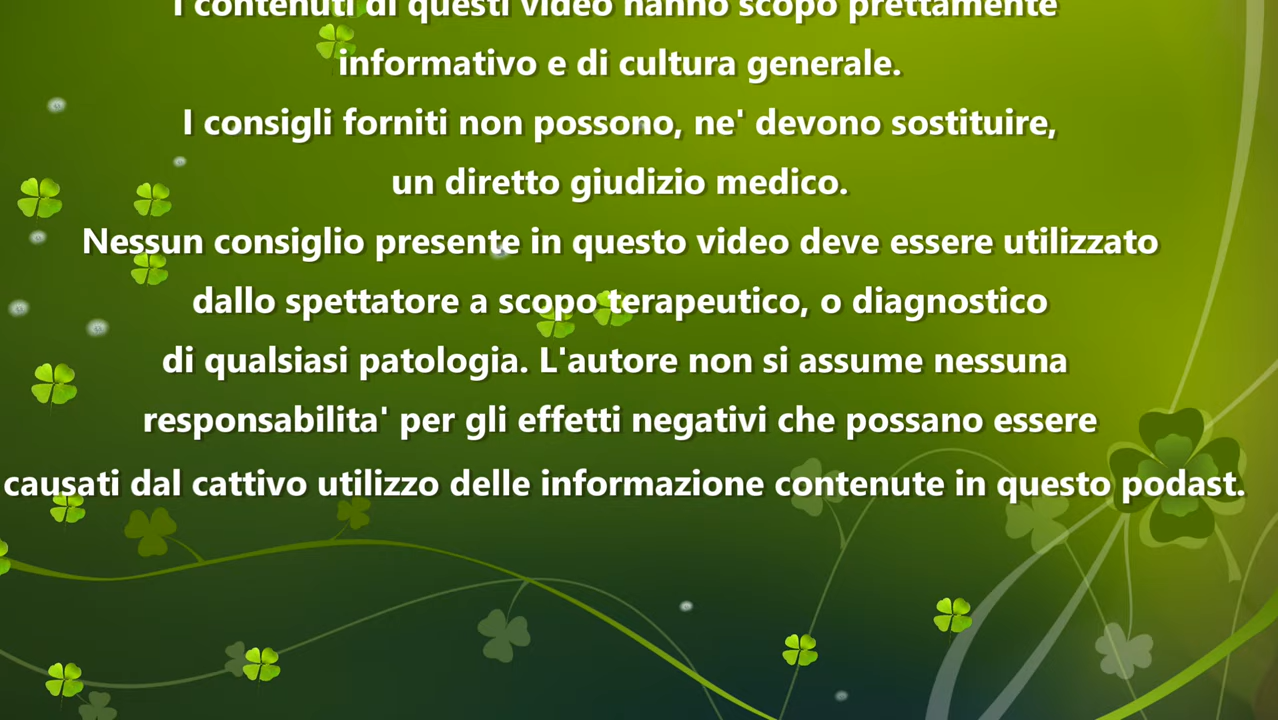 I contenuti di questi video hanno scopo prettamente
informativo e di cultura generale.
I consigli forniti non possono, ne' devono sostituire,
un diretto giudizio medico.
Nessun consiglio presente in questo video deve essere utilizzato
dallo spettatore a scopo terapeutico, o diagnostico
di qualsiasi patologia. L'autore non si assume nessuna
responsabilita' per gli effetti negativi che possano essere
causati dal cattivo utilizzo delle informazione contenute in questo podast.